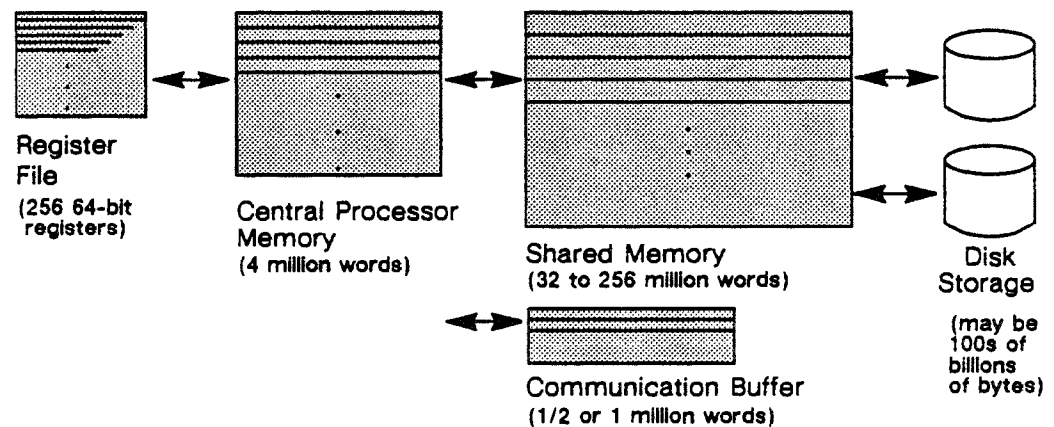 Register
File
(256 64-bit
registers)
Central Processor
Memory
(4 million words)
Shared Memory
(32 to 256 million words)
Communication Buffer
(1/2 or 1 million words)
Disk
Storage
(may be
100s of
billions
of bytes)